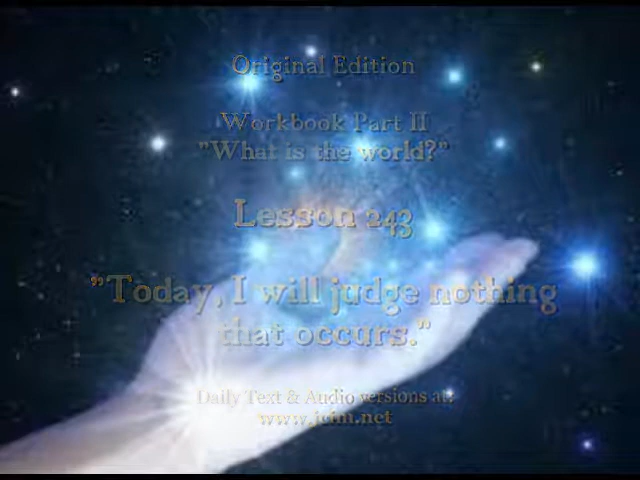 Original Edition
Workbook Part II
"What is the world?"
Lesson 243
"Today, I will judge nothing
that occurs."
Daily Text & Audio versions at:
www.jcim.net